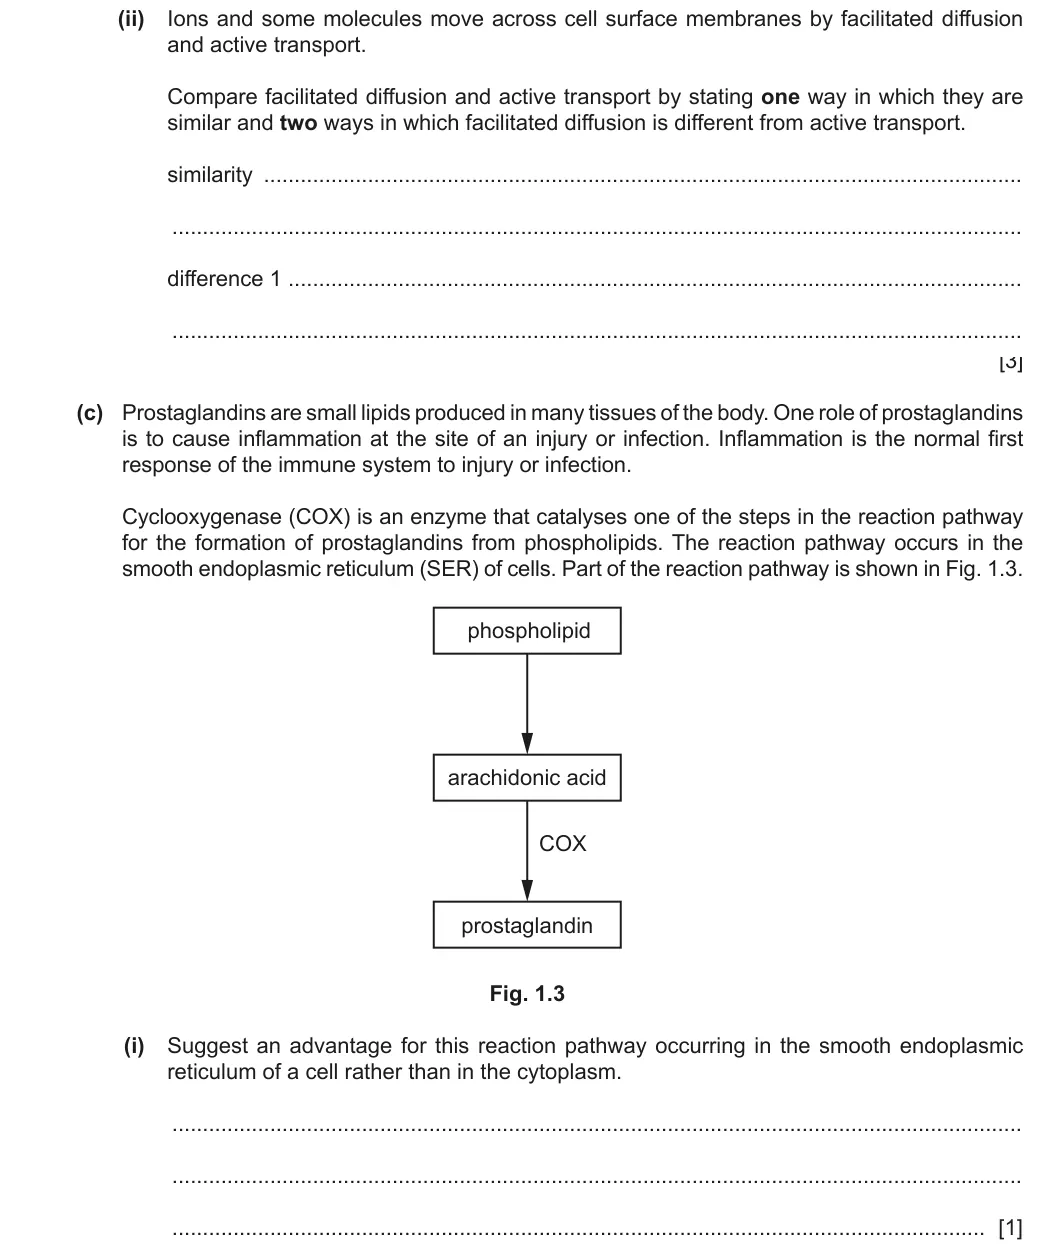 (ii) Ions and some molecules move across cell surface membranes by facilitated diffusion
and active transport.
Compare facilitated diffusion and active transport by stating one way in which they are
similar and two ways in which facilitated diffusion is different from active transport.
similarity ..............................................................................................................................
..............................................................................................................................
difference 1 ..............................................................................................................................
..............................................................................................................................
[3]
(c) Prostaglandins are small lipids produced in many tissues of the body. One role of prostaglandins
is to cause inflammation at the site of an injury or infection. Inflammation is the normal first
response of the immune system to injury or infection.
Cyclooxygenase (COX) is an enzyme that catalyses one of the steps in the reaction pathway
for the formation of prostaglandins from phospholipids. The reaction pathway occurs in the
smooth endoplasmic reticulum (SER) of cells. Part of the reaction pathway is shown in Fig. 1.3.
phospholipid
arachidonic acid
COX
prostaglandin
Fig. 1.3
(i) Suggest an advantage for this reaction pathway occurring in the smooth endoplasmic
reticulum of a cell rather than in the cytoplasm.
..............................................................................................................................
..............................................................................................................................
.............................................................................................................................. [1]